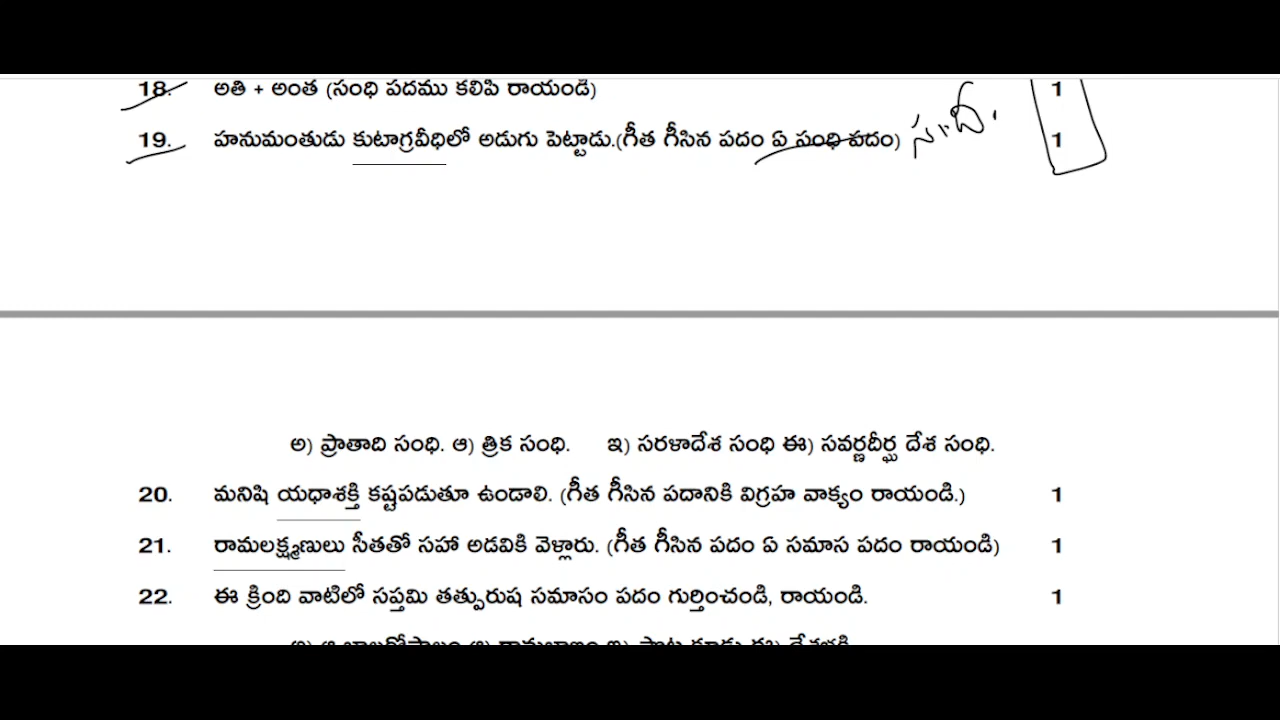 18. అతి + అంత (సంధి పదము కలిపి రాయండి) 1
19. హనుమంతుడు కుటాగ్రవీధిలో అడుగు పెట్టాడు.(గీత గీసిన పదం ఏ సంధి పదం) 1
అ) ప్రాతాది సంధి. ఆ) త్రిక సంధి. ఇ) సరళాదేశ సంధి ఈ) సవర్ణదీర్ఘ దేశ సంధి.
20. మనిషి యధాశక్తి కష్టపడుతూ ఉండాలి. (గీత గీసిన పదానికి విగ్రహ వాక్యం రాయండి.) 1
21. రామలక్ష్మణులు సీతతో సహా అడవికి వెళ్లారు. (గీత గీసిన పదం ఏ సమాస పదం రాయండి) 1
22. ఈ క్రింది వాటిలో సప్తమి తత్పురుష సమాసం పదం గుర్తించండి, రాయండి. 1